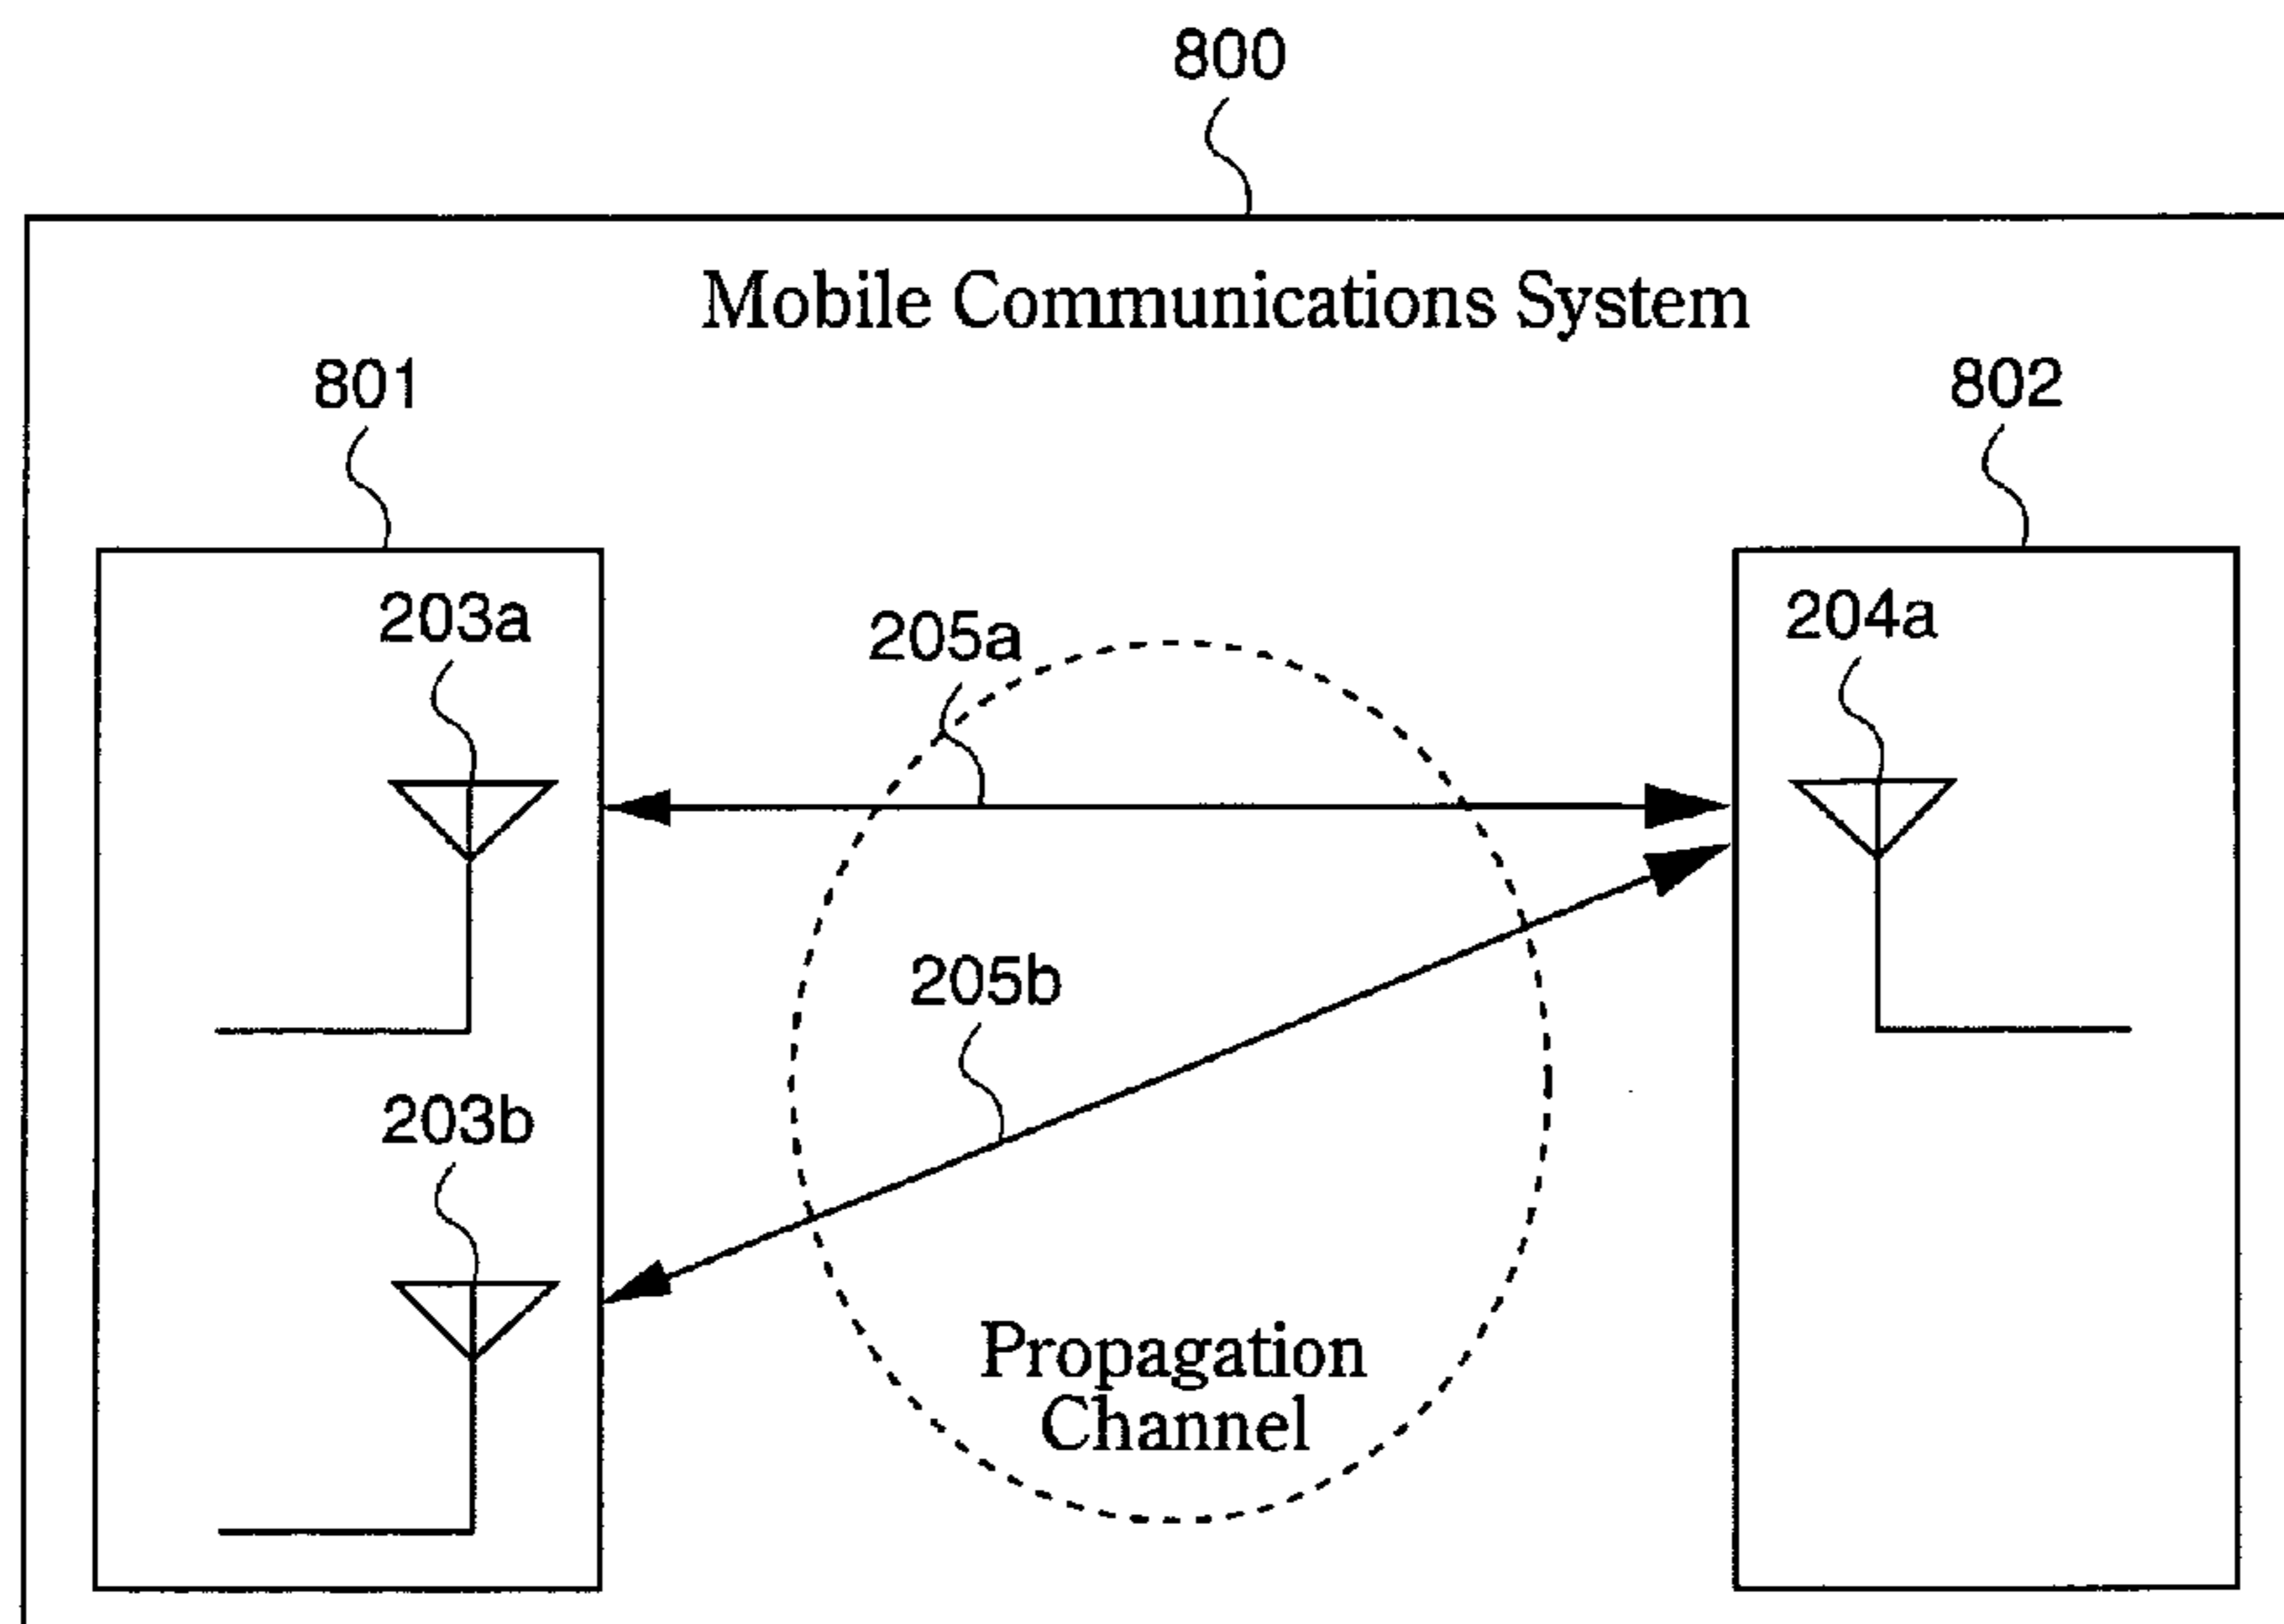 800
Mobile Communications System
801
802
203a
205a
204a
205b
203b
Propagation
Channel